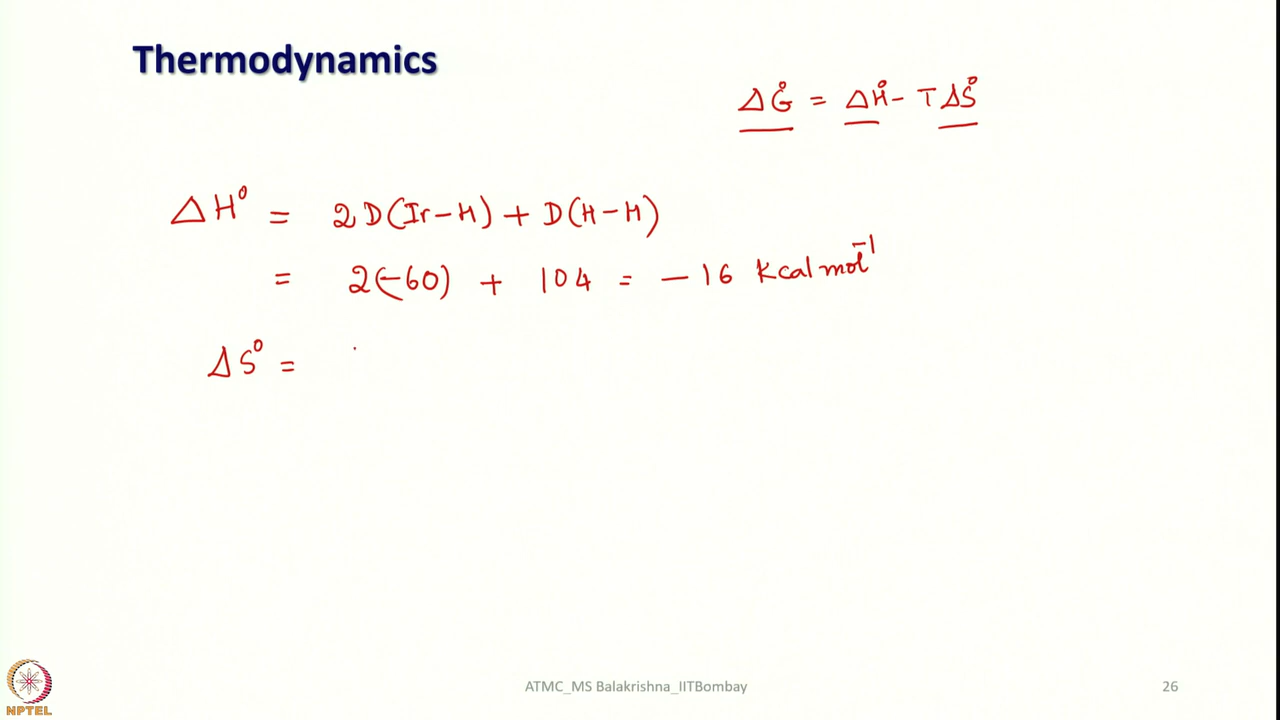 Thermodynamics
ΔG° = ΔH° - TΔS°
ΔH° = 2D(Ir-H) + D(H-H)
= 2(-60) + 104 = -16 Kcal mol⁻¹
ΔS° =
NPTEL
ATMC_MS Balakrishna_IITBombay
26